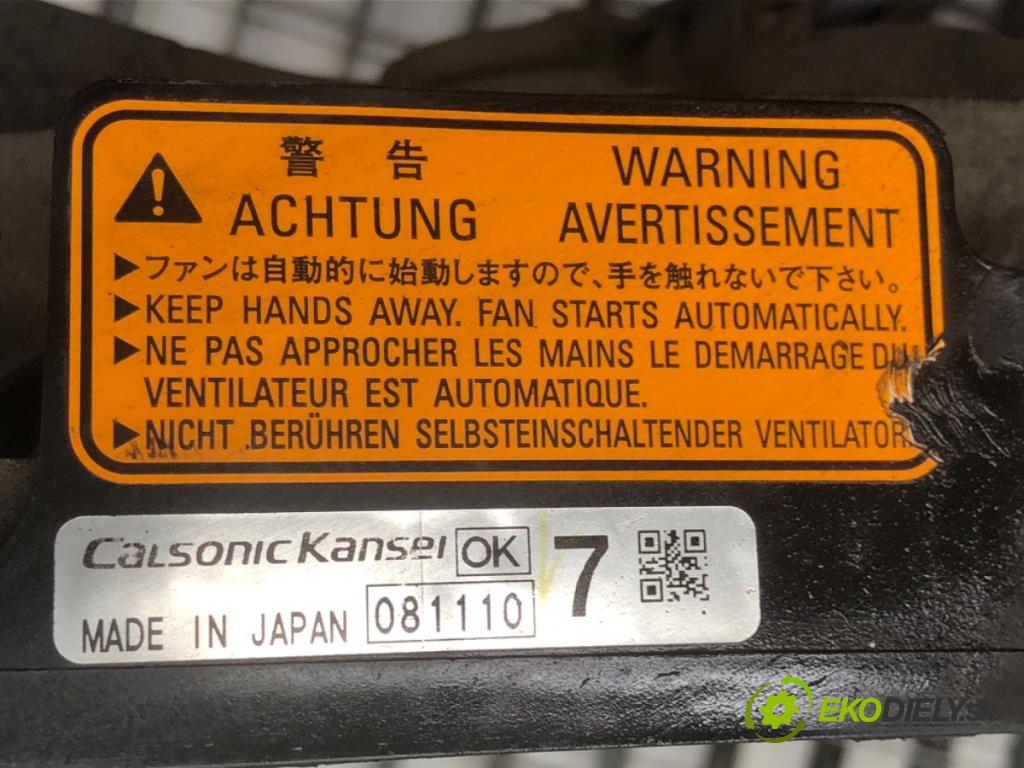 警告 WARNING
ACHTUNG AVERTISSEMENT
▶ファンは自動的に始動しますので、手を触れないで下さい。
▶KEEP HANDS AWAY. FAN STARTS AUTOMATICALLY.
▶NE PAS APPROCHER LES MAINS LE DEMARRAGE DU
VENTILATEUR EST AUTOMATIQUE.
▶NICHT BERÜHREN SELBSTEINSCHALTENDER VENTILATOR
CALSONIC KANSEI OK 7
MADE IN JAPAN 081110
EKODIELY.S